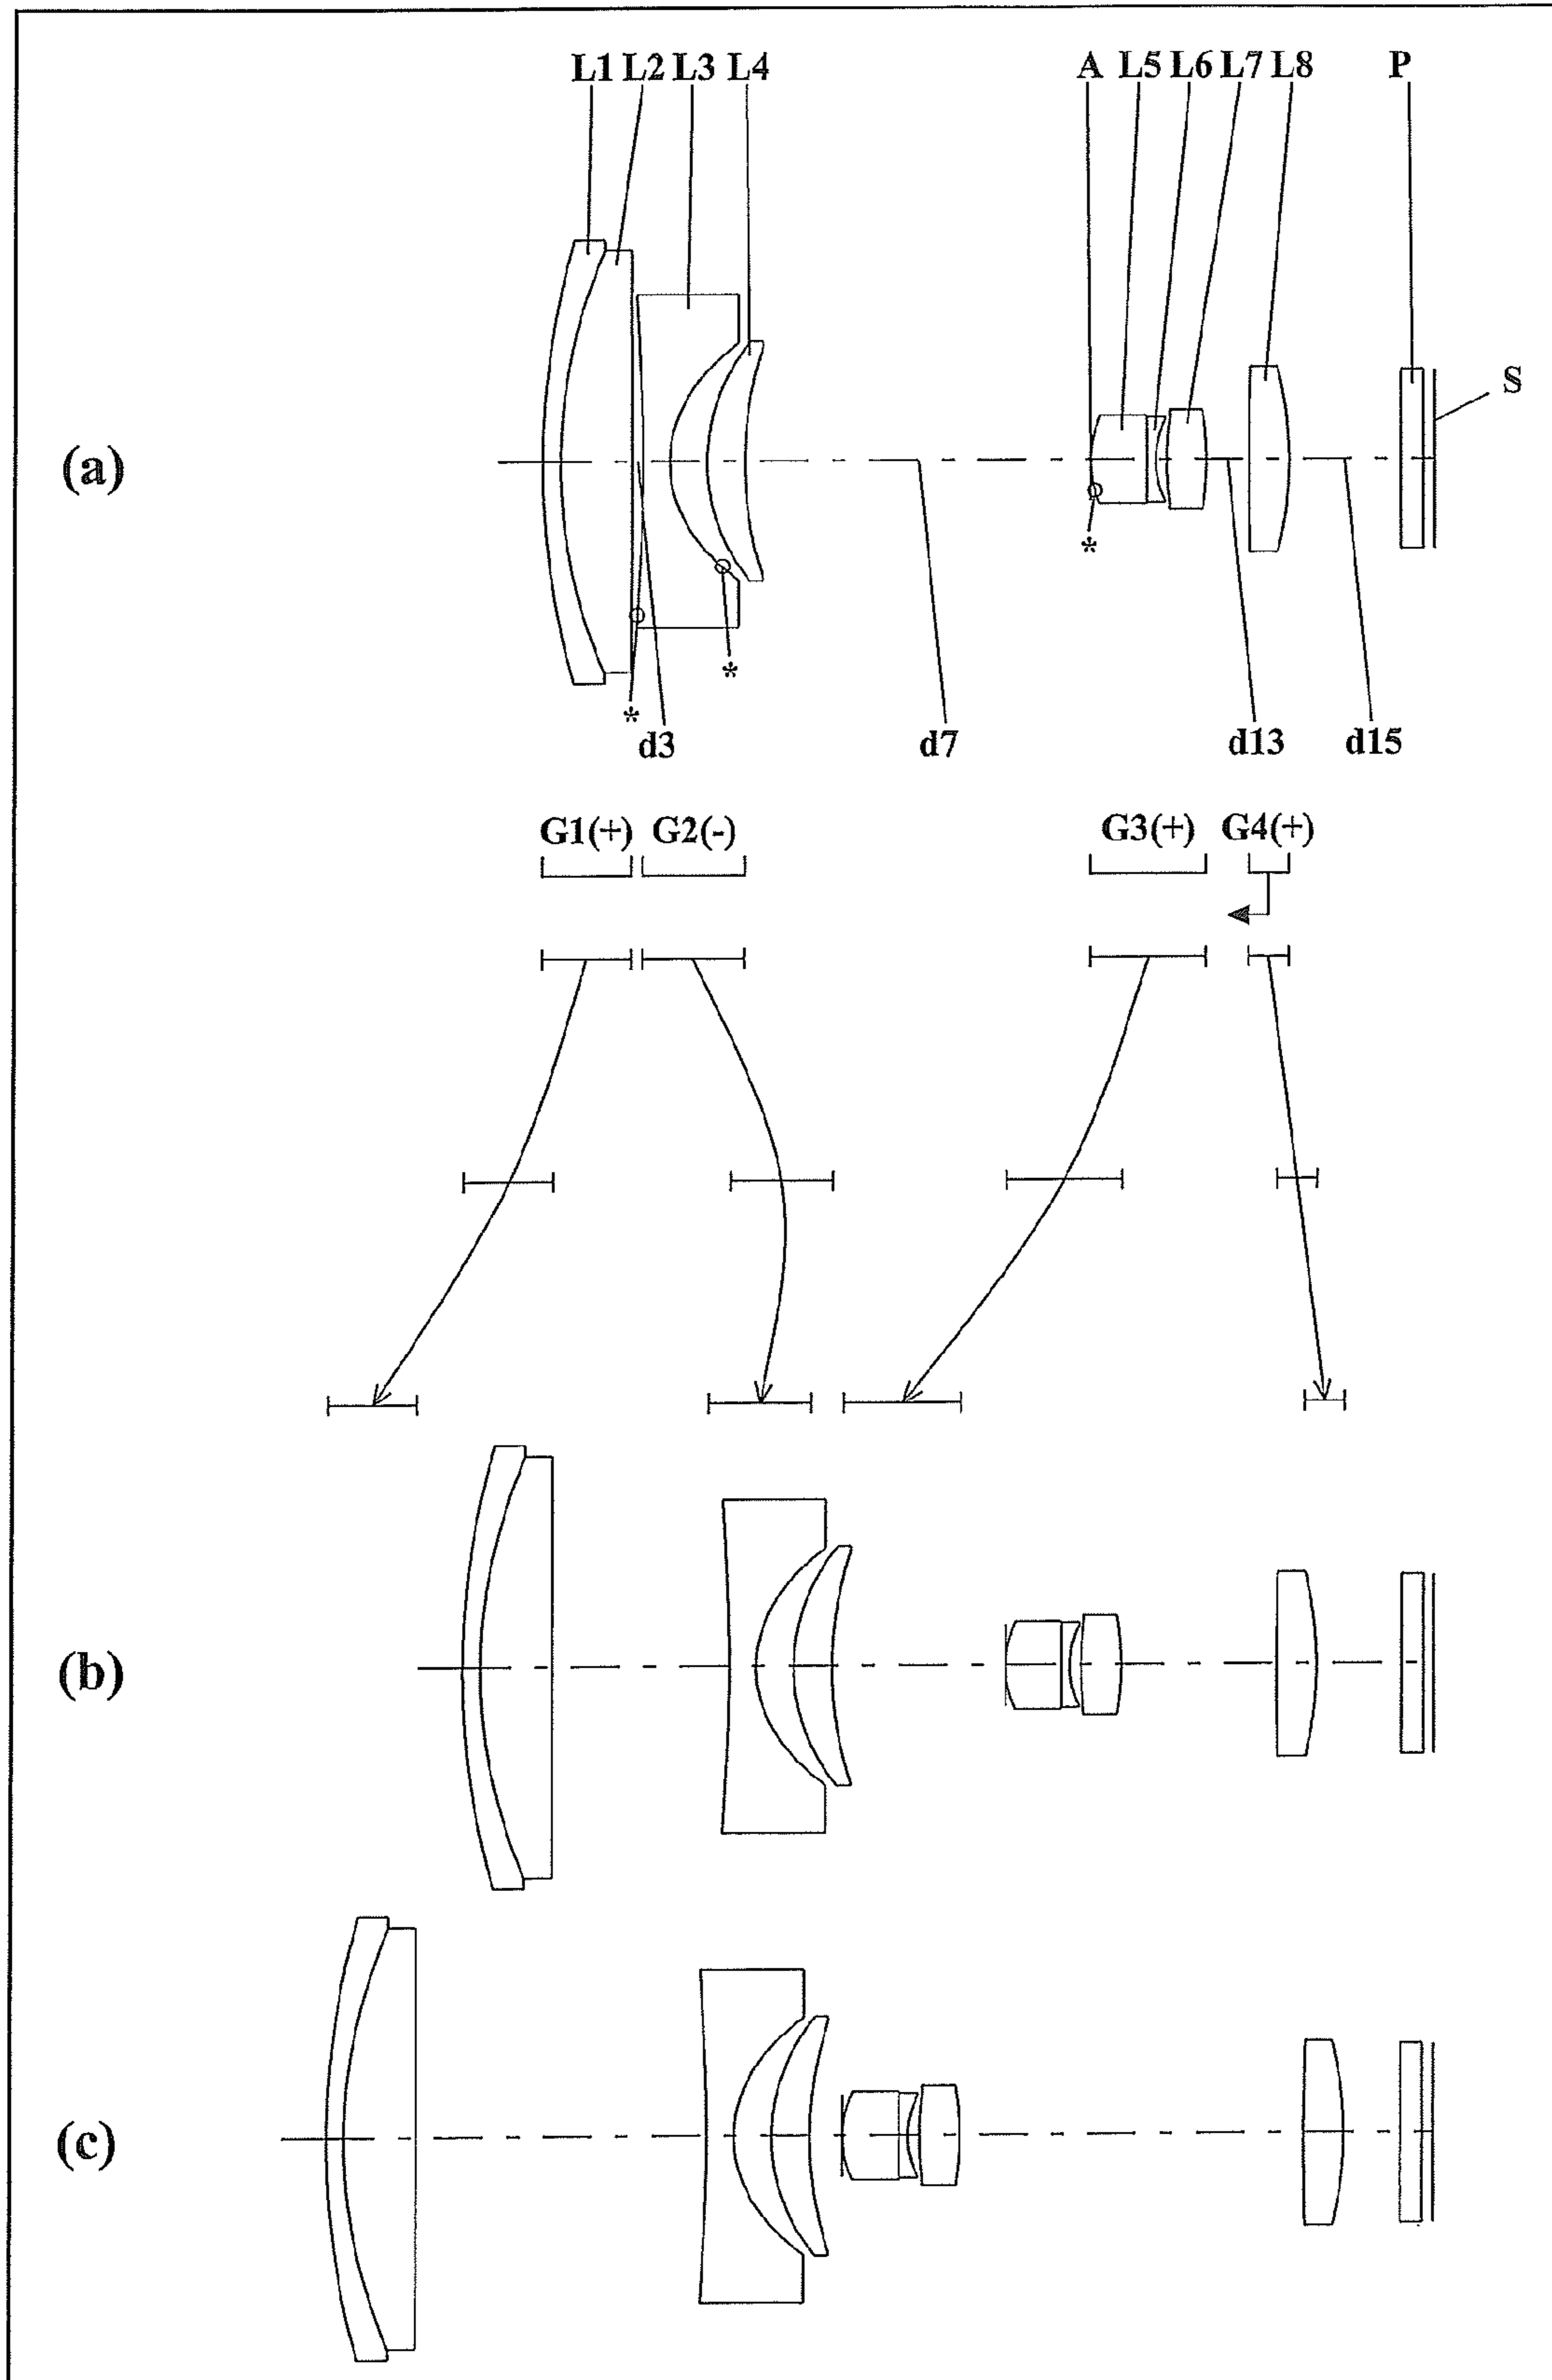 L1 L2 L3 L4 A L5 L6 L7 L8 P
S
(a)
*
*
*
d3 d7 d13 d15
G1(+) G2(-) G3(+) G4(+)
(b)
(c)